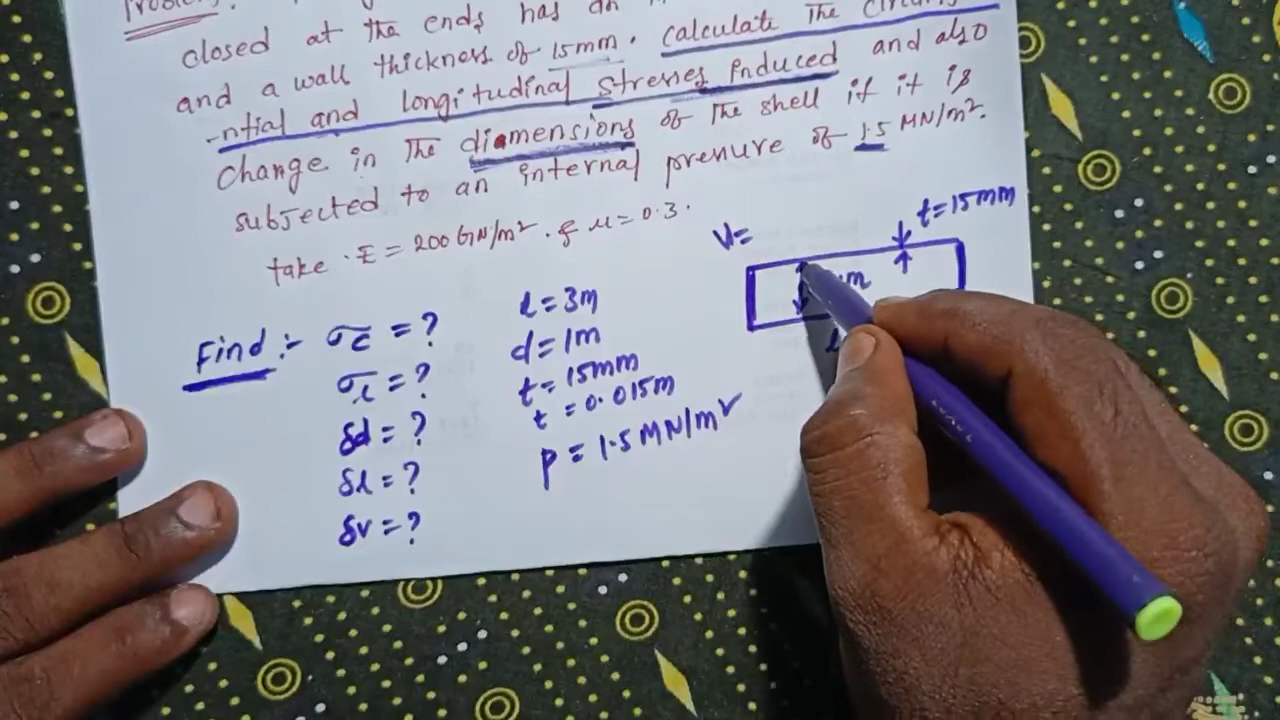 Problem:
closed at the ends has an
and a wall thickness of 15mm. calculate the circum
-ntial and longitudinal stresses induced and also
change in the diamensions of the shell if it is
subjected to an internal pressure of 1.5 MN/m².
take. E = 200 GN/m². & μ = 0.3.
V=
t=15mm
m
Find:- σc = ?
σl = ?
δd = ?
δl = ?
δv = ?
l = 3m
d = 1m
t = 15mm
t = 0.015m
p = 1.5 MN/m²